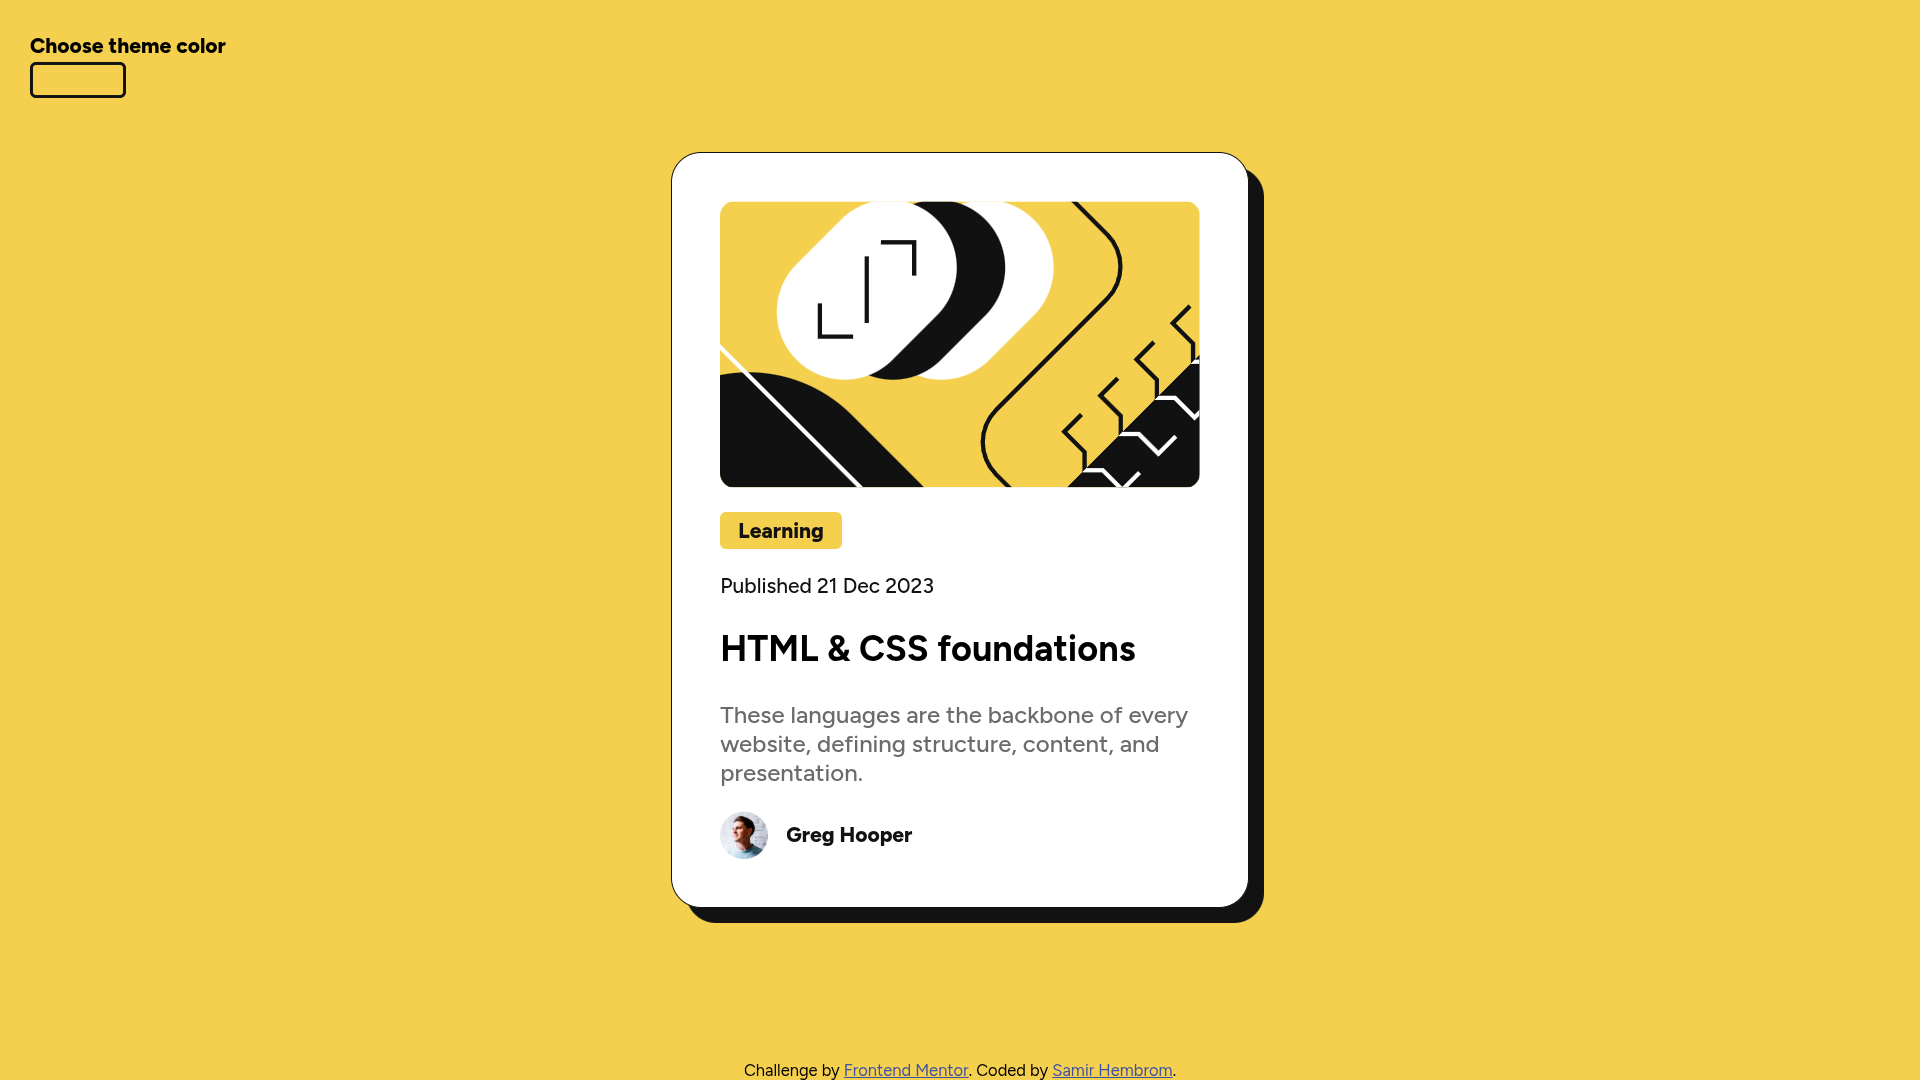 Choose theme color
Learning
Published 21 Dec 2023
HTML & CSS foundations
These languages are the backbone of every
website, defining structure, content, and
presentation.
Greg Hooper
Challenge by Frontend Mentor. Coded by Samir Hembrom.